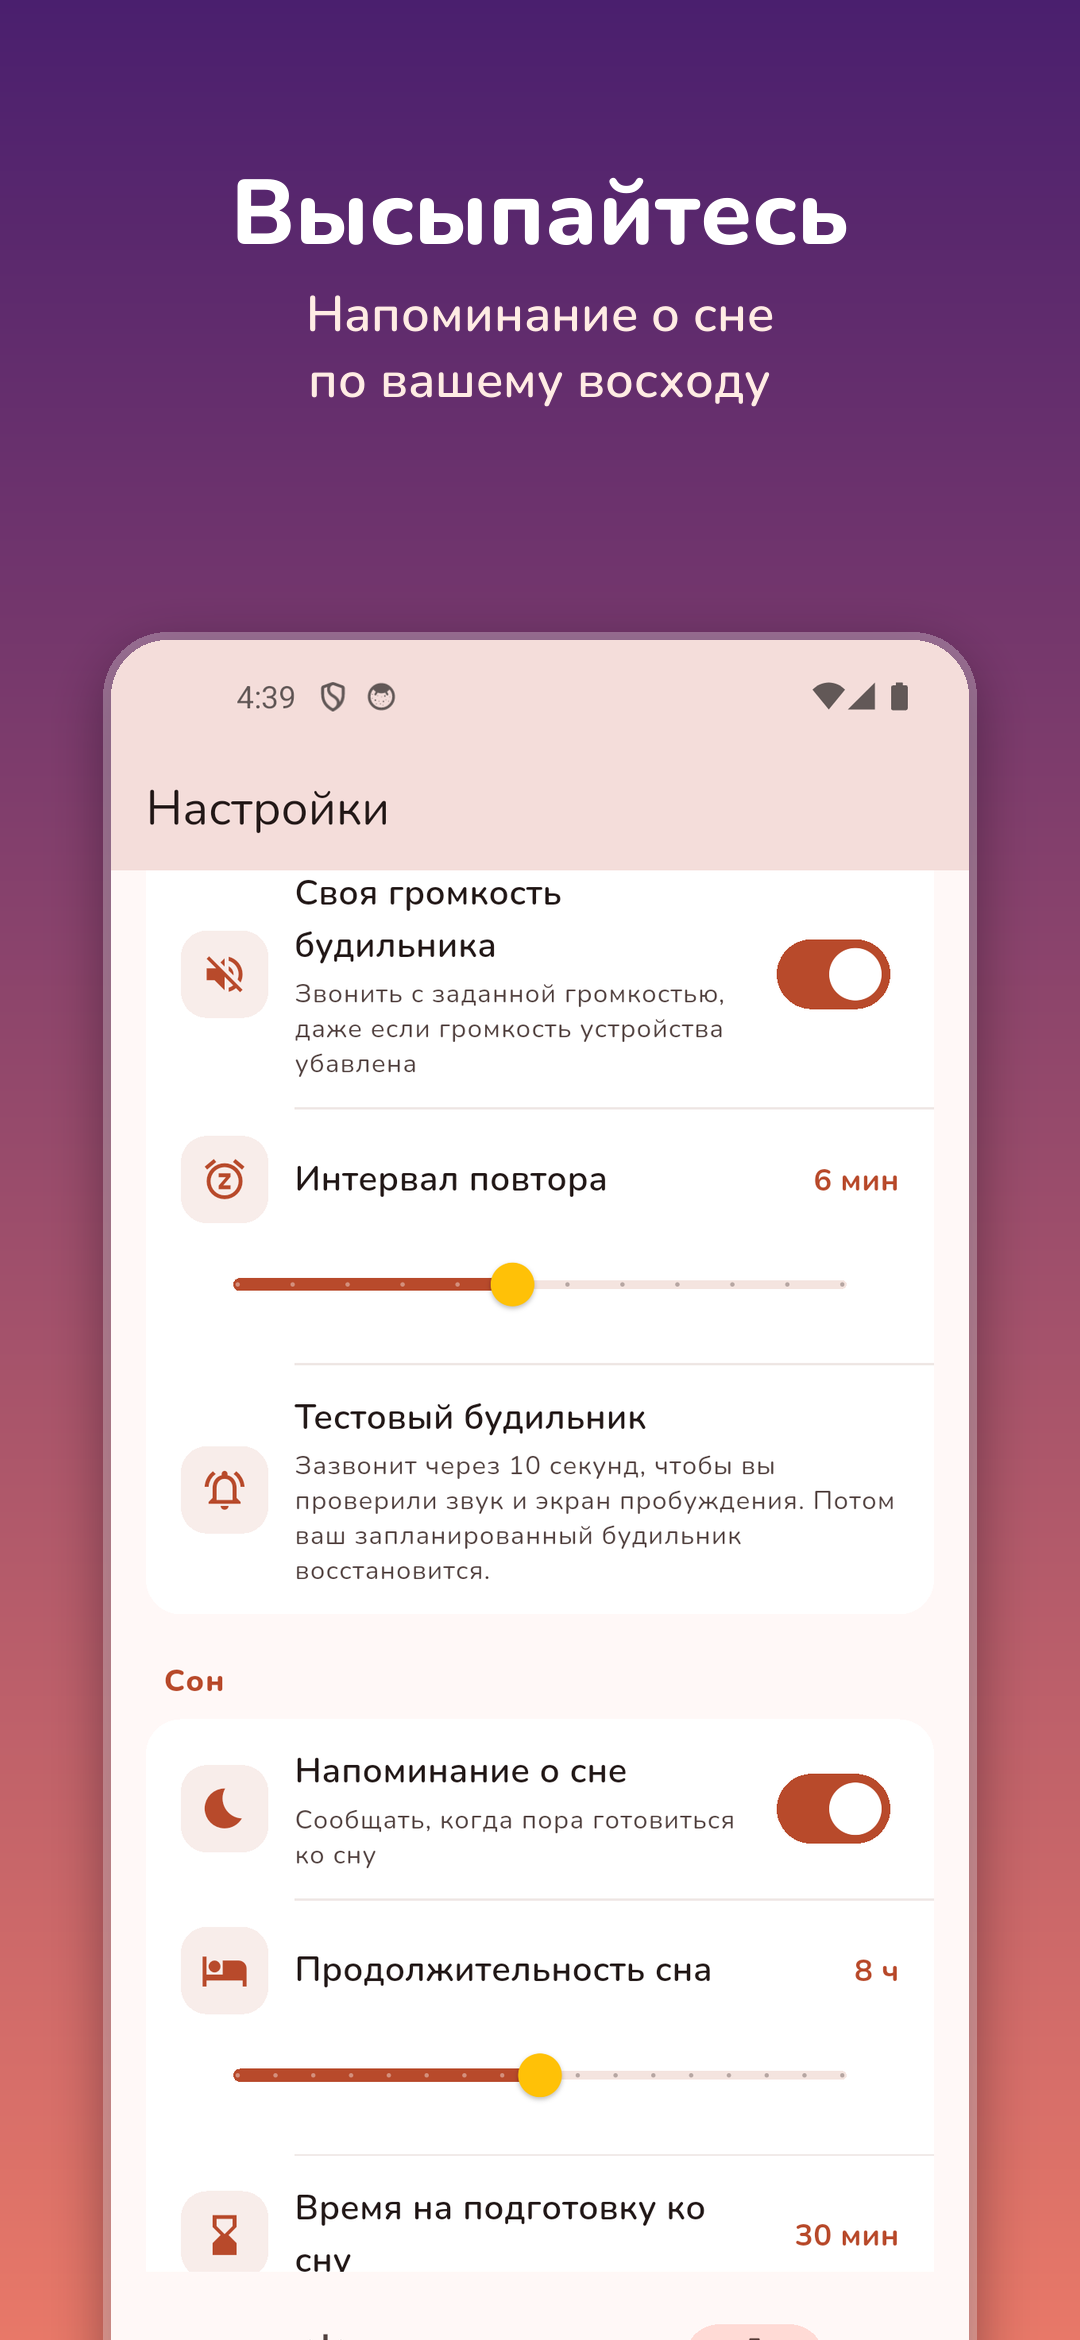 Высыпайтесь
Напоминание о сне
по вашему восходу
4:39
Настройки
Своя громкость
будильника
Звонить с заданной громкостью,
даже если громкость устройства
убавлена
Интервал повтора
6 мин
Тестовый будильник
Зазвонит через 10 секунд, чтобы вы
проверили звук и экран пробуждения. Потом
ваш запланированный будильник
восстановится.
Сон
Напоминание о сне
Сообщать, когда пора готовиться
ко сну
Продолжительность сна
8 ч
Время на подготовку ко
сну
30 мин